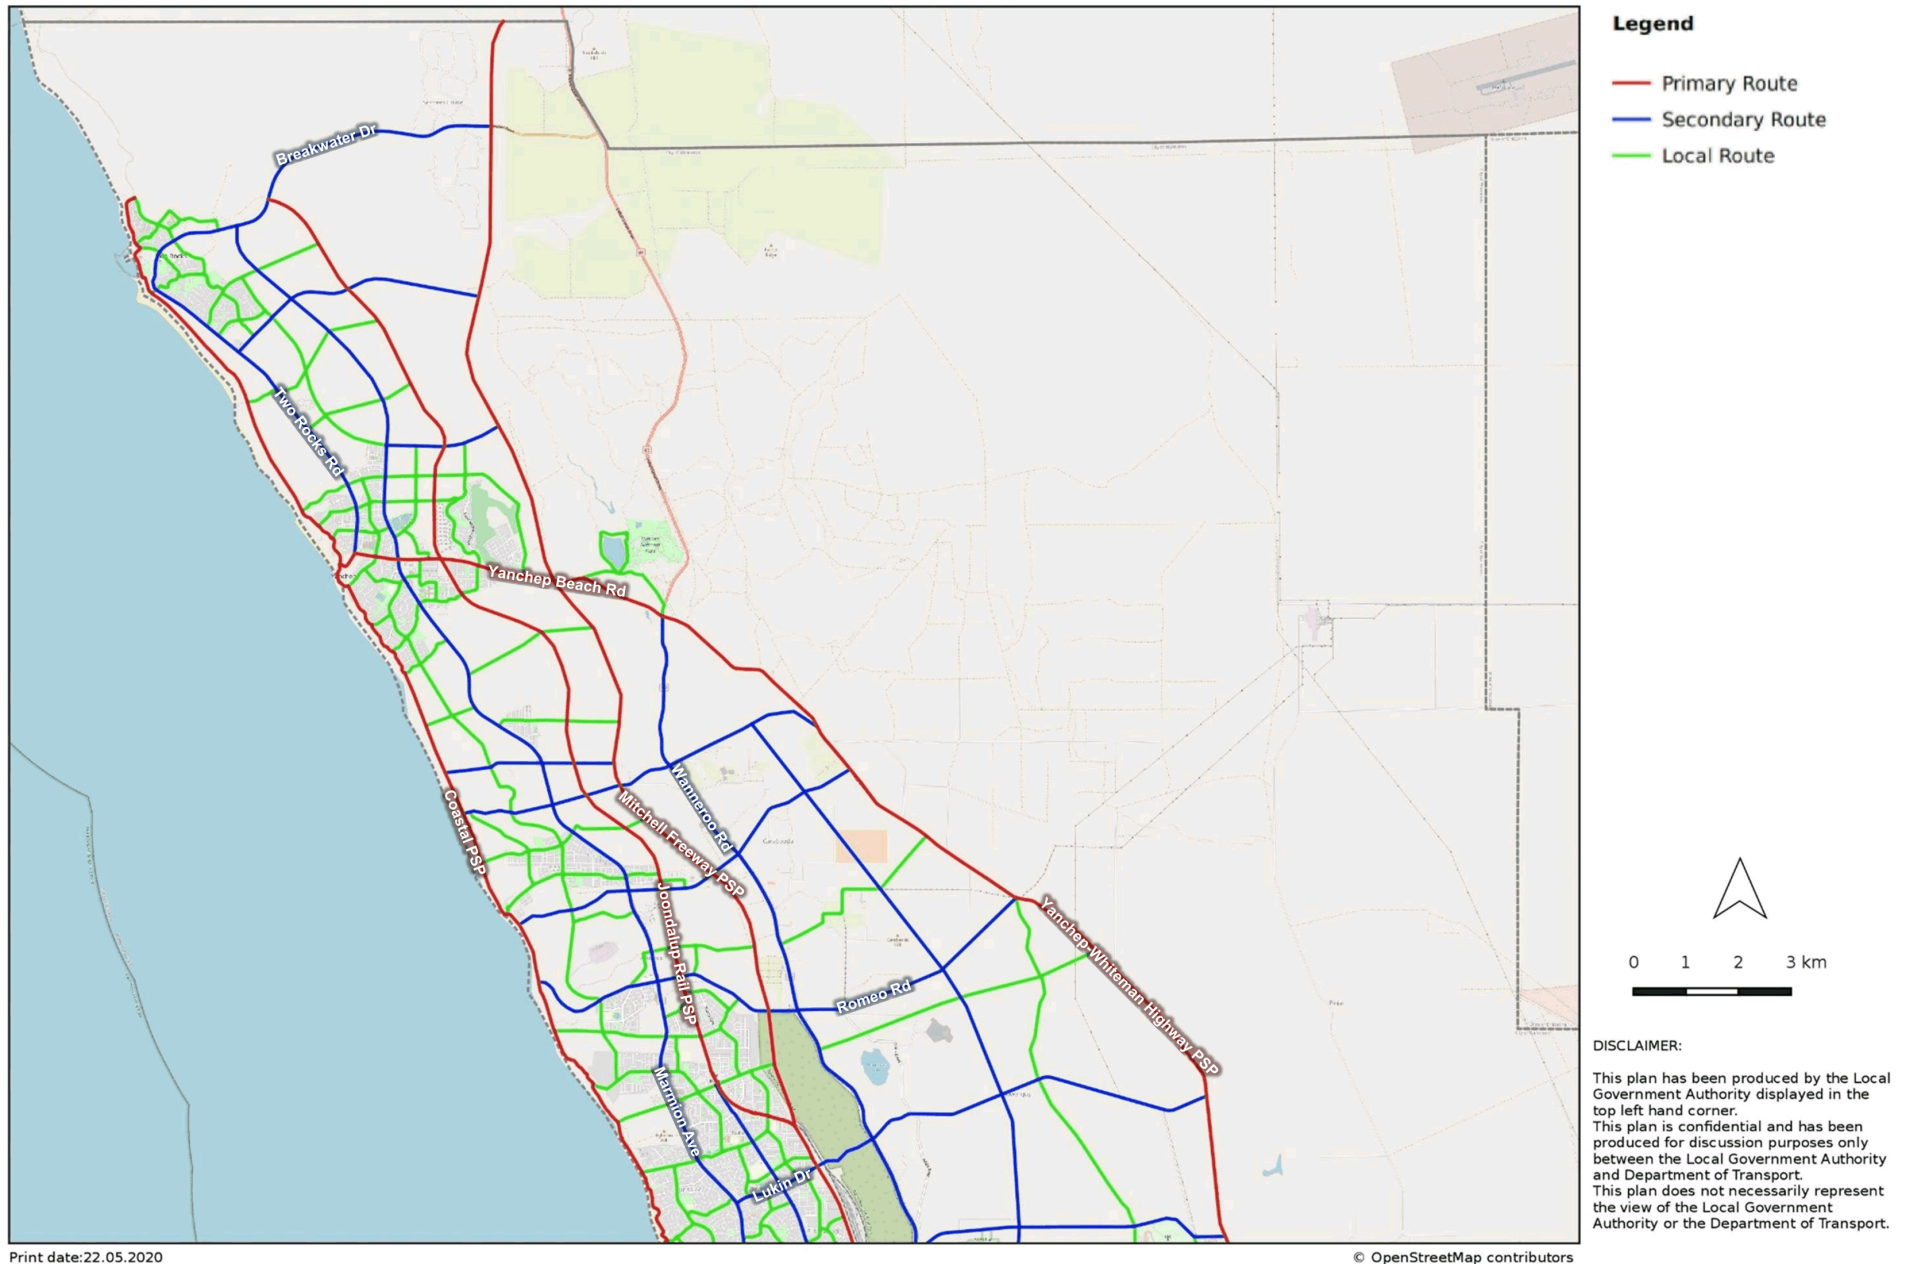 Breakwater Dr
Two Rocks Rd
Yanchep Beach Rd
Coastal PSP
Mitchell Freeway PSP
Wanneroo Rd
Joondalup Rail PSP
Yanchep-Whiteman Highway PSP
Romeo Rd
Marmion Ave
Lukin Dr
Legend
Primary Route
Secondary Route
Local Route
0 1 2 3 km
DISCLAIMER:
This plan has been produced by the Local
Government Authority displayed in the
top left hand corner.
This plan is confidential and has been
produced for discussion purposes only
between the Local Government Authority
and Department of Transport.
This plan does not necessarily represent
the view of the Local Government
Authority or the Department of Transport.
Print date:22.05.2020
© OpenStreetMap contributors